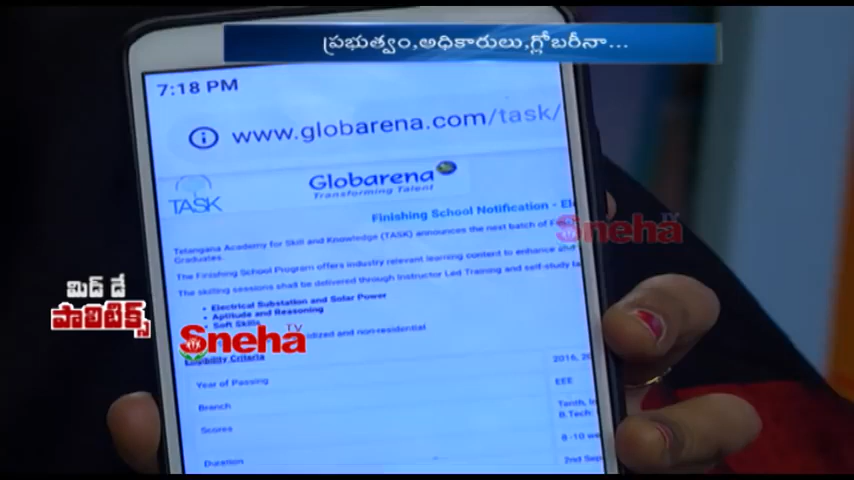 ప్రభుత్వం,అధికారులు,గ్లోబరీనా...
7:18 PM
www.globarena.com/task/
TASK
Globarena
Transforming Talent
Finishing School Notification - El
Telangana Academy for Skill and Knowledge (TASK) announces the next batch of
Graduates.
The Finishing School Program offers industry relevant learning content to enhance and
The skilling sessions shall be delivered through Instructor Led Training and self-study
• Electrical Substation and Solar Power
• Aptitude and Reasoning
• Soft Skills
and non-residential
Eligibility Criteria
Year of Passing 2016,
Branch EEE
Scores Tenth,
B.Tech:
Duration 8 -10
2nd Sep
Sneha TV
మిడ్ డే
పాలిటిక్స్
Sneha TV